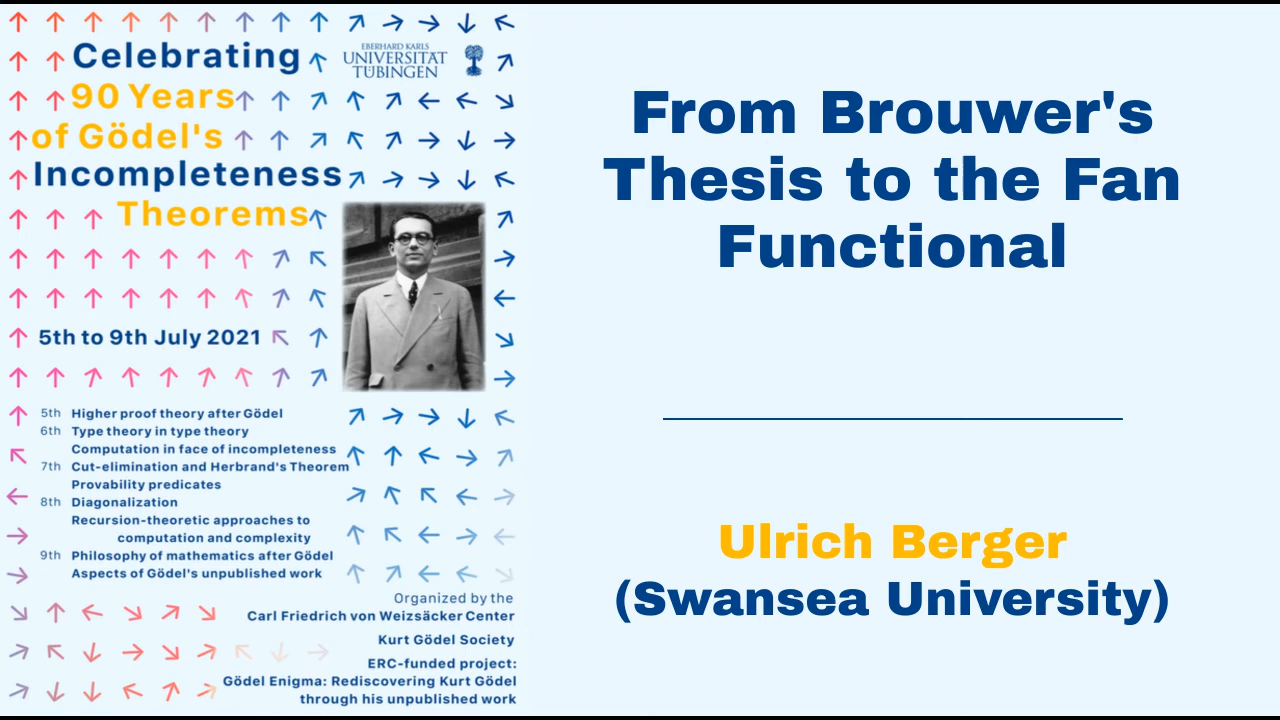 Celebrating
90 Years
of Gödel's
Incompleteness
Theorems
EBERHARD KARLS
UNIVERSITÄT
TÜBINGEN
5th to 9th July 2021
5th Higher proof theory after Gödel
6th Type theory in type theory
Computation in face of incompleteness
7th Cut-elimination and Herbrand's Theorem
Provability predicates
8th Diagonalization
Recursion-theoretic approaches to
computation and complexity
9th Philosophy of mathematics after Gödel
Aspects of Gödel's unpublished work
Organized by the
Carl Friedrich von Weizsäcker Center
Kurt Gödel Society
ERC-funded project:
Gödel Enigma: Rediscovering Kurt Gödel
through his unpublished work
From Brouwer's
Thesis to the Fan
Functional
Ulrich Berger
(Swansea University)